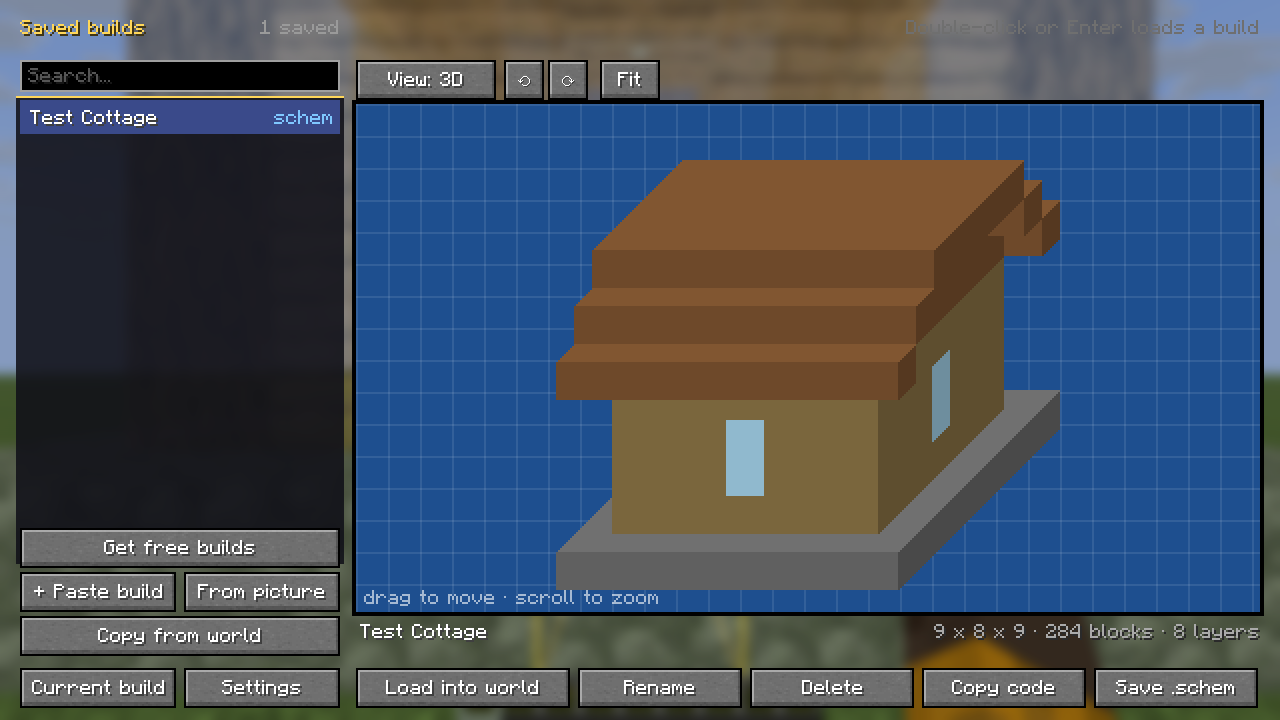 Saved builds
1 saved
Double-click or Enter loads a build
Search...
View: 3D
Fit
Test Cottage
schem
Get free builds
+ Paste build
From picture
Copy from world
Current build
Settings
drag to move · scroll to zoom
Test Cottage
9 x 8 x 9 · 284 blocks · 8 layers
Load into world
Rename
Delete
Copy code
Save .schem